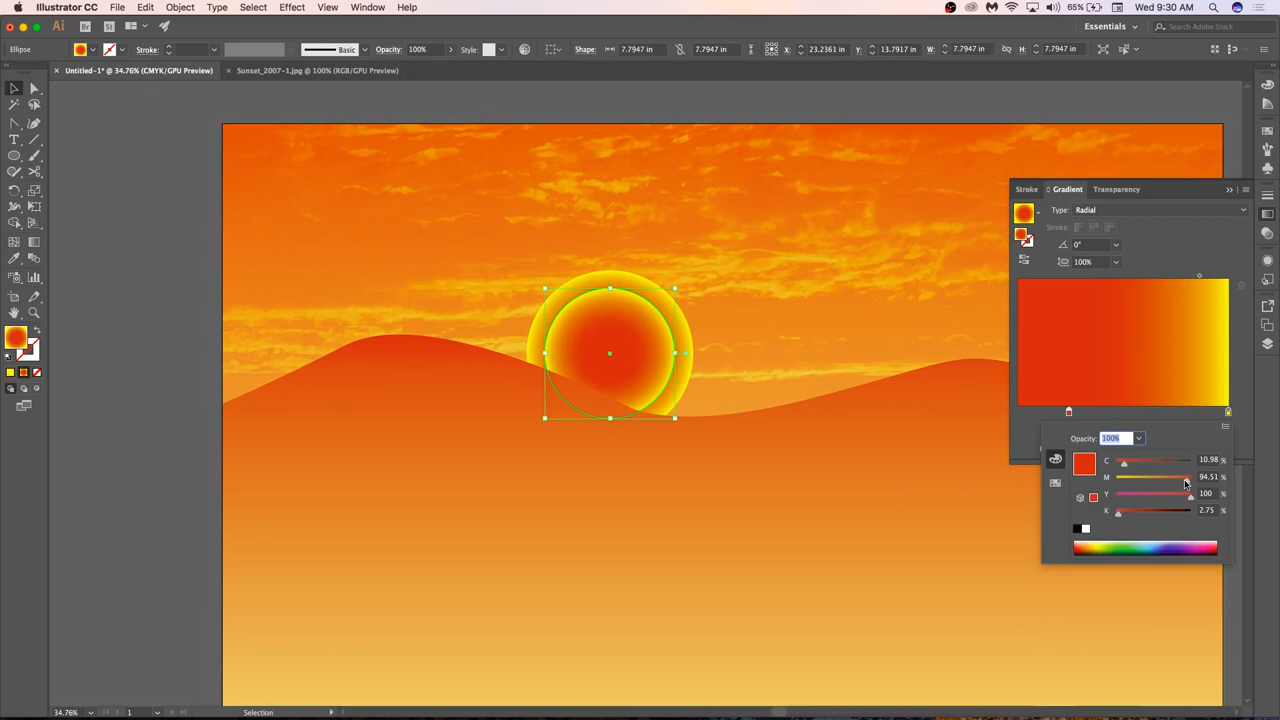 Illustrator CC File Edit Object Type Select Effect View Window Help 65% Wed 9:30 AM
Ai Br St Essentials Search Adobe Stock
Ellipse Stroke: Basic Opacity: 100% Style: Shape: 7.7947 in 7.7947 in X: 23.2361 in Y: 13.7917 in W: 7.7947 in H: 7.7947 in
Untitled-1* @ 34.76% (CMYK/GPU Preview) Sunset_2007-1.jpg @ 100% (RGB/GPU Preview)
Stroke Gradient Transparency
Type: Radial
Stroke:
0°
100%
Opacity: 100%
C 10.98 %
M 94.51 %
Y 100 %
K 2.75 %
34.76% 1 Selection